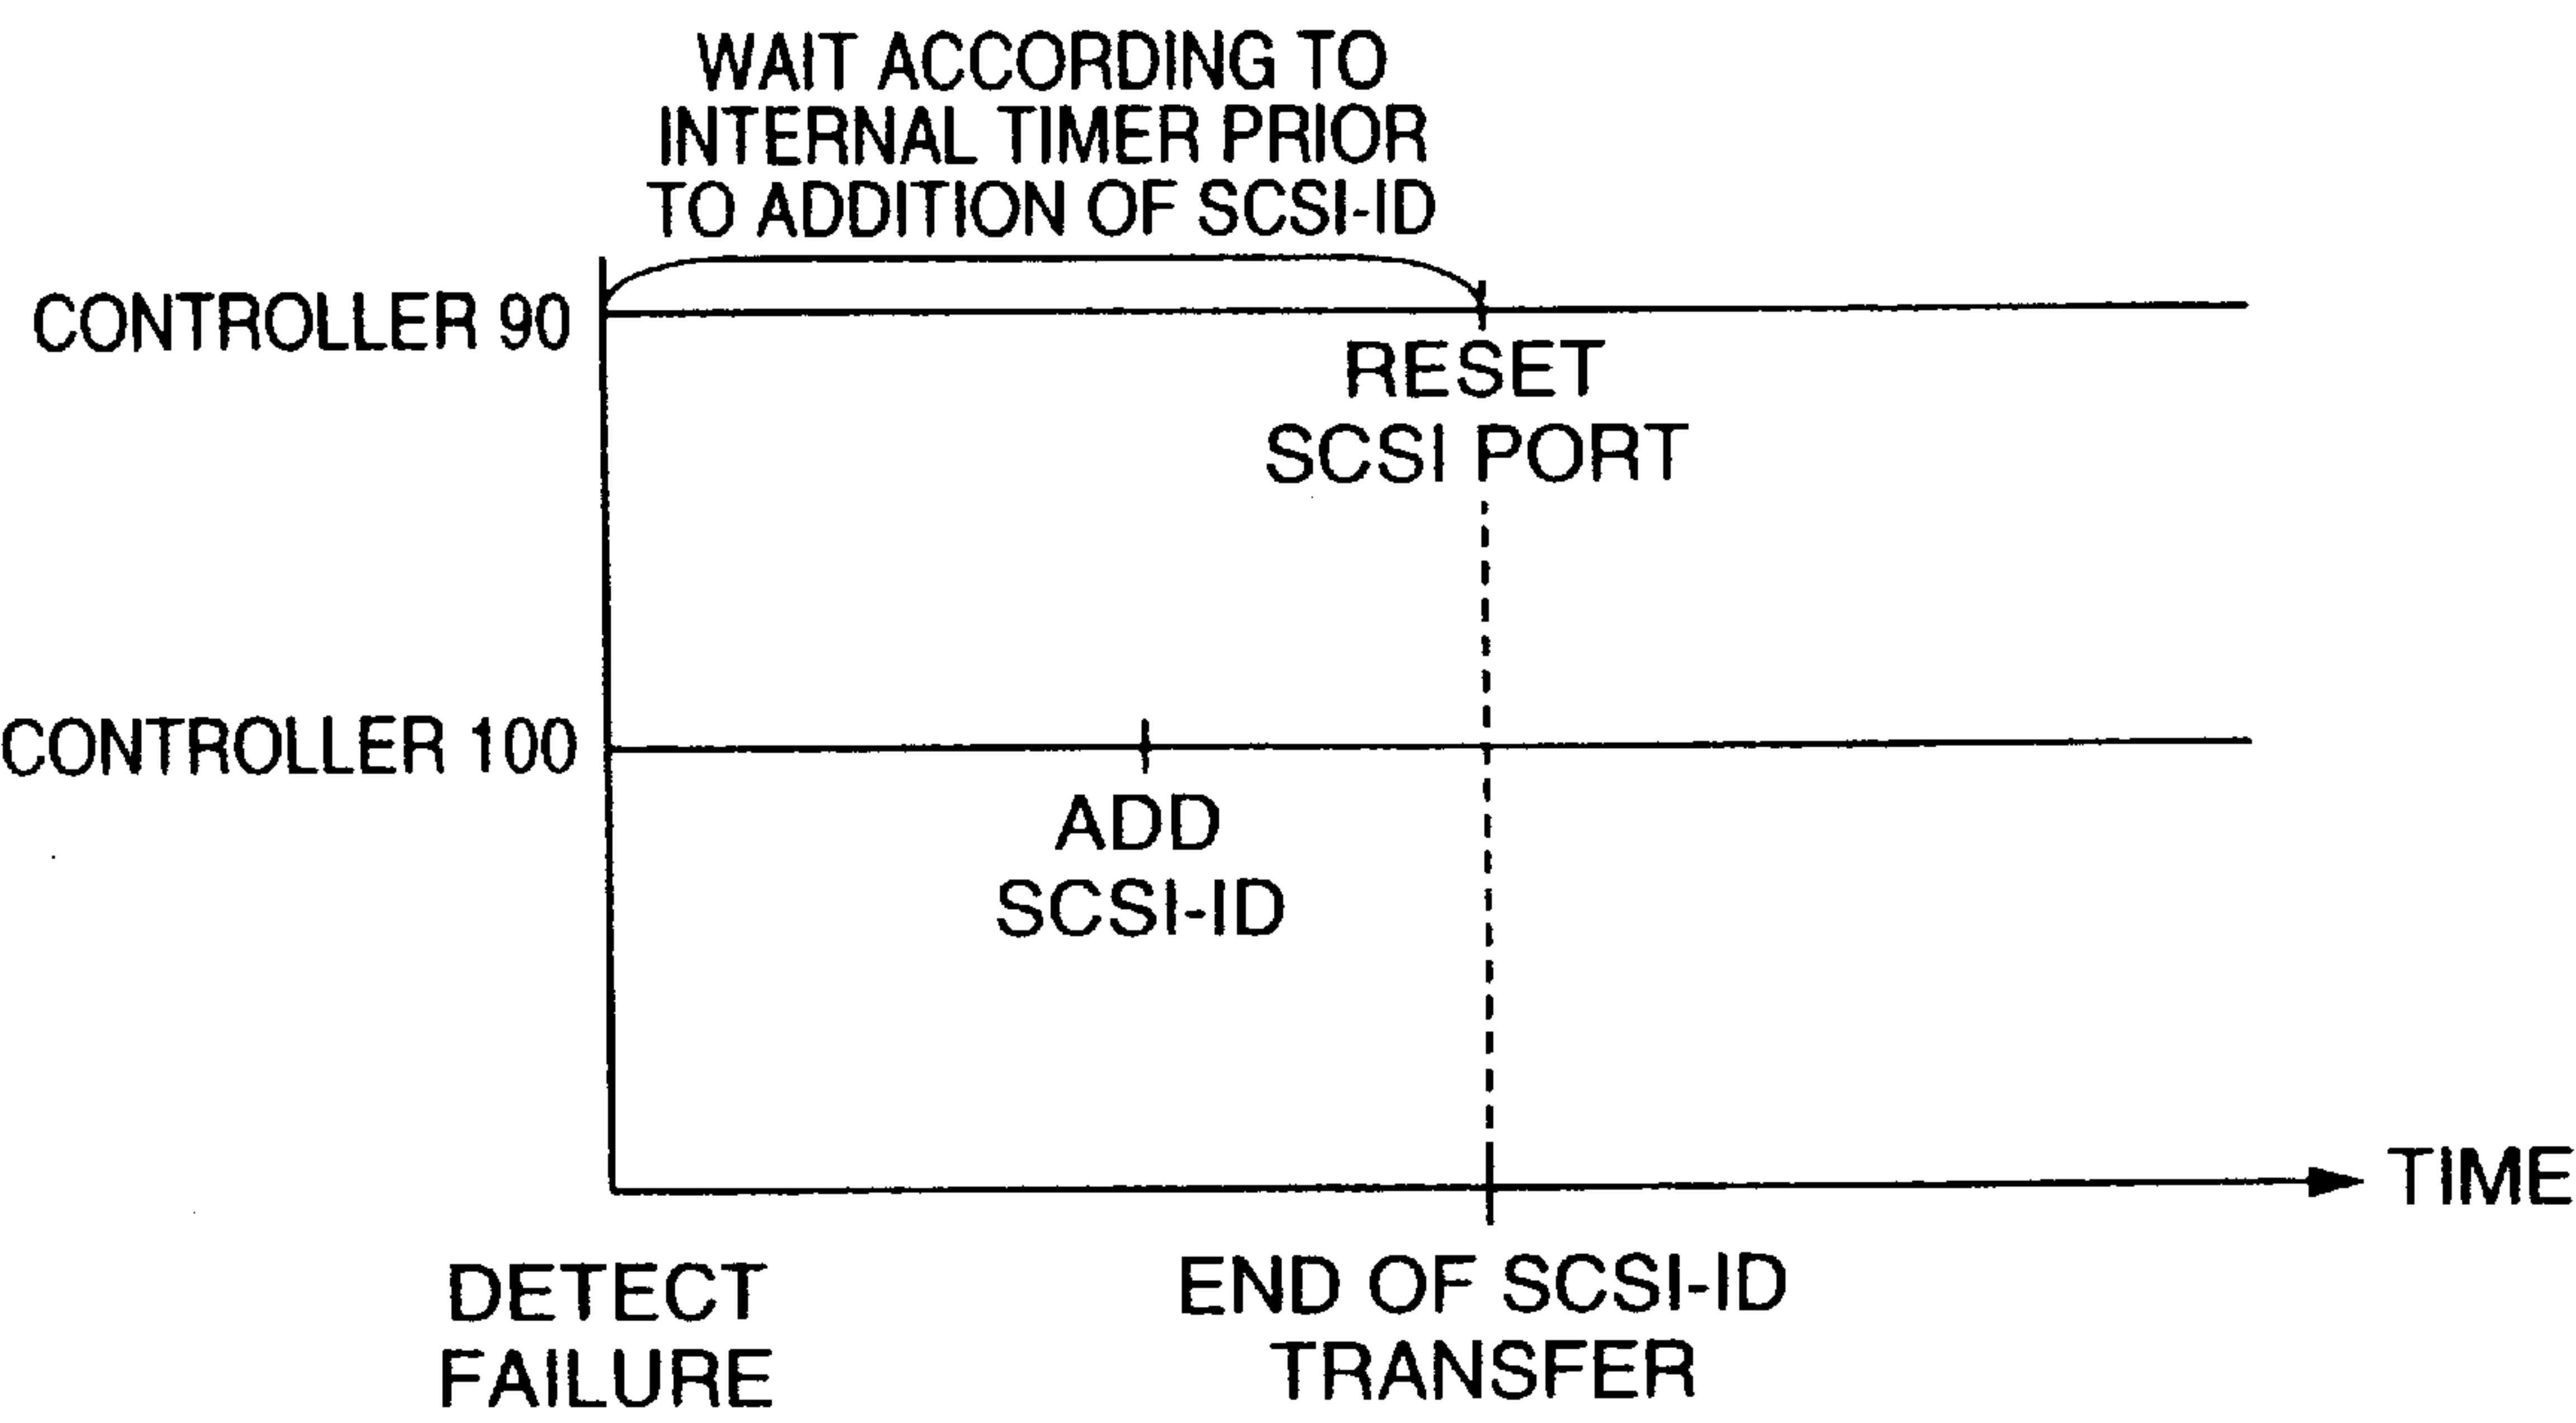 WAIT ACCORDING TO
INTERNAL TIMER PRIOR
TO ADDITION OF SCSI-ID
CONTROLLER 90
RESET
SCSI PORT
CONTROLLER 100
ADD
SCSI-ID
TIME
DETECT
FAILURE
END OF SCSI-ID
TRANSFER